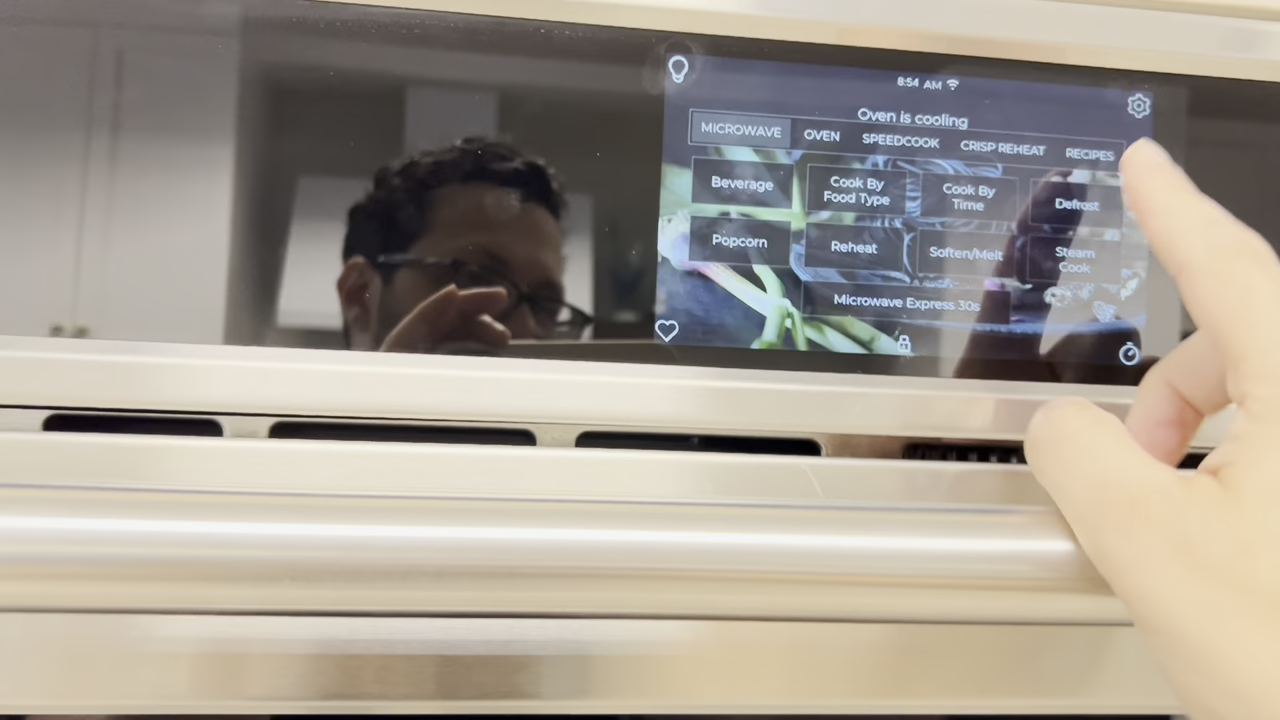 8:54 AM
Oven is cooling
MICROWAVE OVEN SPEEDCOOK CRISP REHEAT RECIPES
Beverage
Cook By
Food Type
Cook By
Time
Defrost
Popcorn
Reheat
Soften/Melt
Steam
Cook
Microwave Express 30s